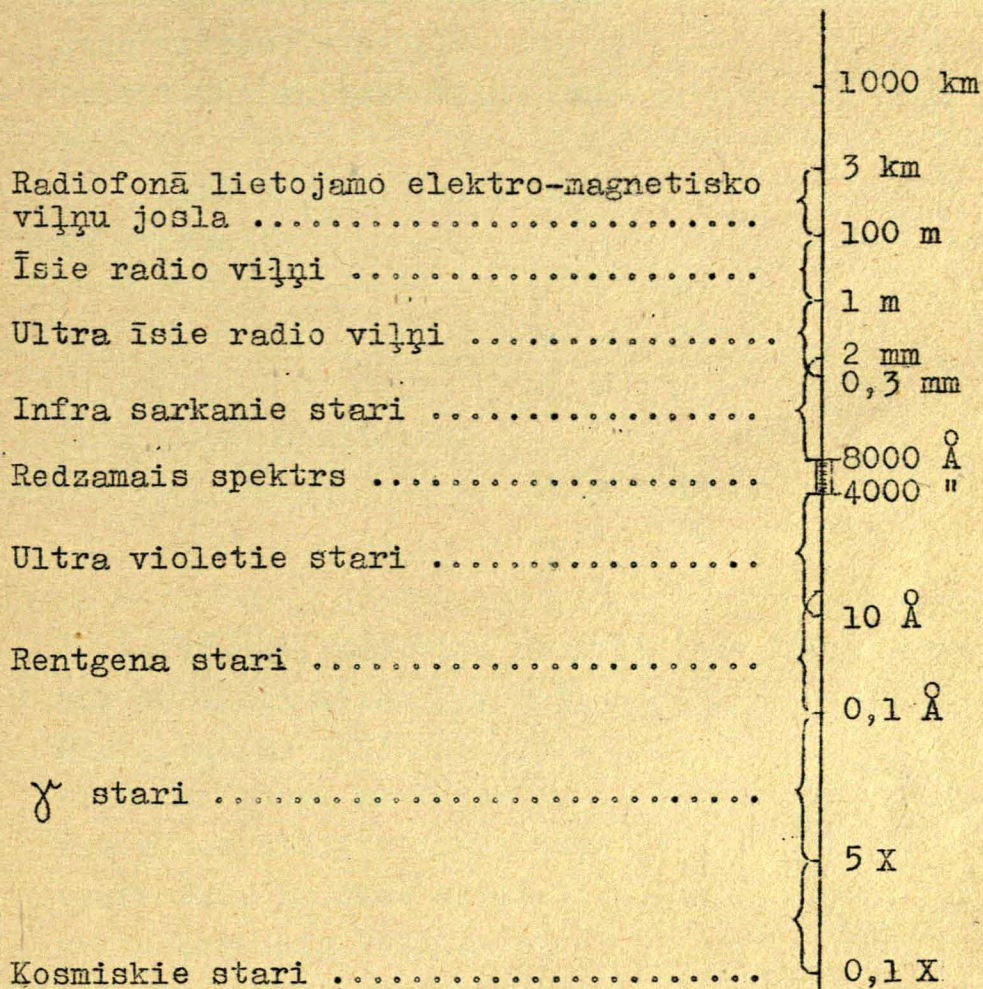 1000 km
3 km
Radiofonā lietojamo elektro-magnetisko
viļņu josla ..........................
100 m
Īsie radio viļņi .....................
1 m
Ultra īsie radio viļņi ................
2 mm
0,3 mm
Infra sarkanie stari .................
8000 Å
Redzamais spektrs ....................
4000 "
Ultra violetie stari .................
10 Å
Rentgena stari .......................
0,1 Å
γ stari ............................
5 X
Ķosmiskie stari ......................
0,1 X